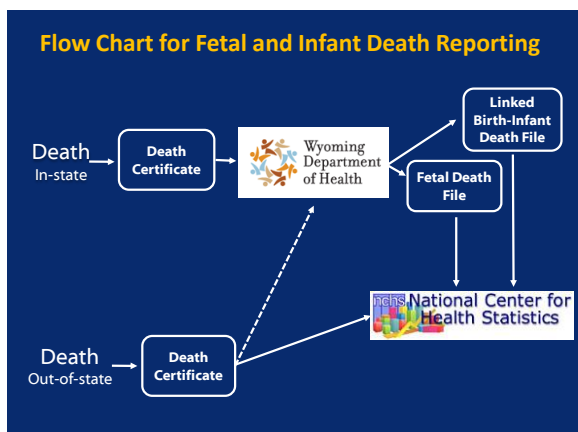 Flow Chart for Fetal and Infant Death Reporting
Linked
Birth-Infant
Death File
Death
In-state
Death
Certificate
Wyoming
Department
of Health
Fetal Death
File
nchs National Center for
Health Statistics
Death
Out-of-state
Death
Certificate